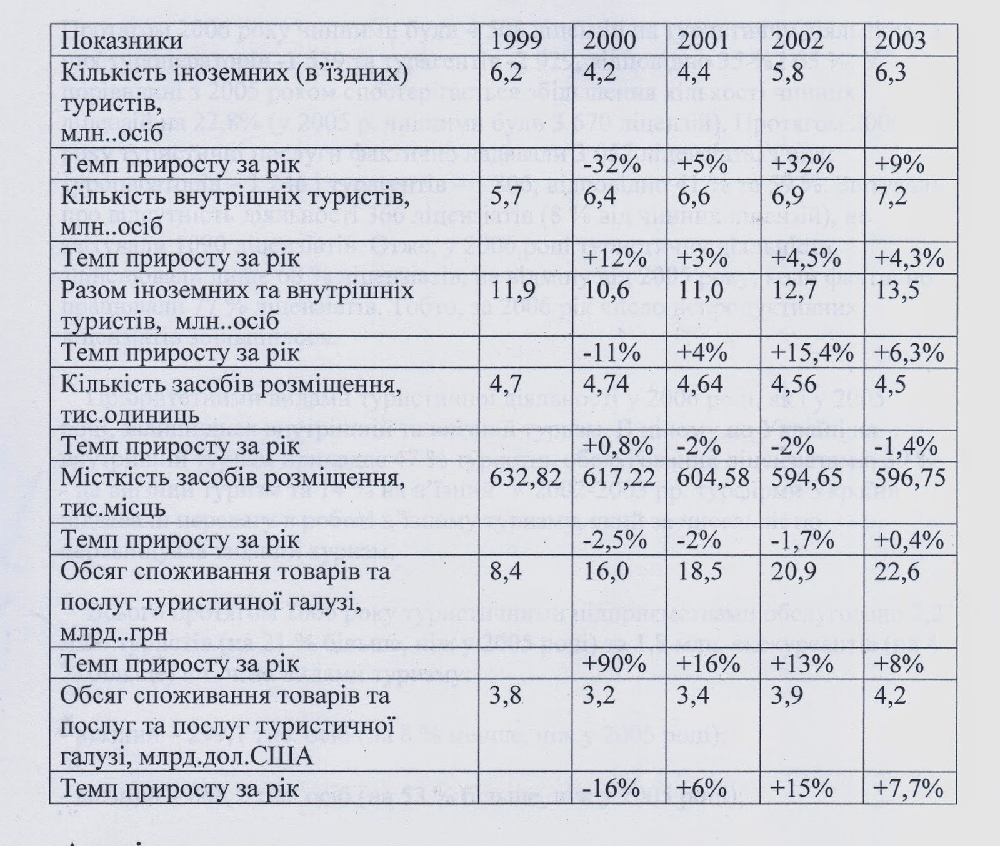 Показники 1999 2000 2001 2002 2003
Кількість іноземних (в’їздних) 6,2 4,2 4,4 5,8 6,3
туристів,
млн..осіб
Темп приросту за рік -32% +5% +32% +9%
Кількість внутрішніх туристів, 5,7 6,4 6,6 6,9 7,2
млн..осіб
Темп приросту за рік +12% +3% +4,5% +4,3%
Разом іноземних та внутрішніх 11,9 10,6 11,0 12,7 13,5
туристів, млн..осіб
Темп приросту за рік -11% +4% +15,4% +6,3%
Кількість засобів розміщення, 4,7 4,74 4,64 4,56 4,5
тис.одиниць
Темп приросту за рік +0,8% -2% -2% -1,4%
Місткість засобів розміщення, 632,82 617,22 604,58 594,65 596,75
тис.місць
Темп приросту за рік -2,5% -2% -1,7% +0,4%
Обсяг споживання товарів та 8,4 16,0 18,5 20,9 22,6
послуг туристичної галузі,
млрд..грн
Темп приросту за рік +90% +16% +13% +8%
Обсяг споживання товарів та 3,8 3,2 3,4 3,9 4,2
послуг та послуг туристичної
галузі, млрд.дол.США
Темп приросту за рік -16% +6% +15% +7,7%